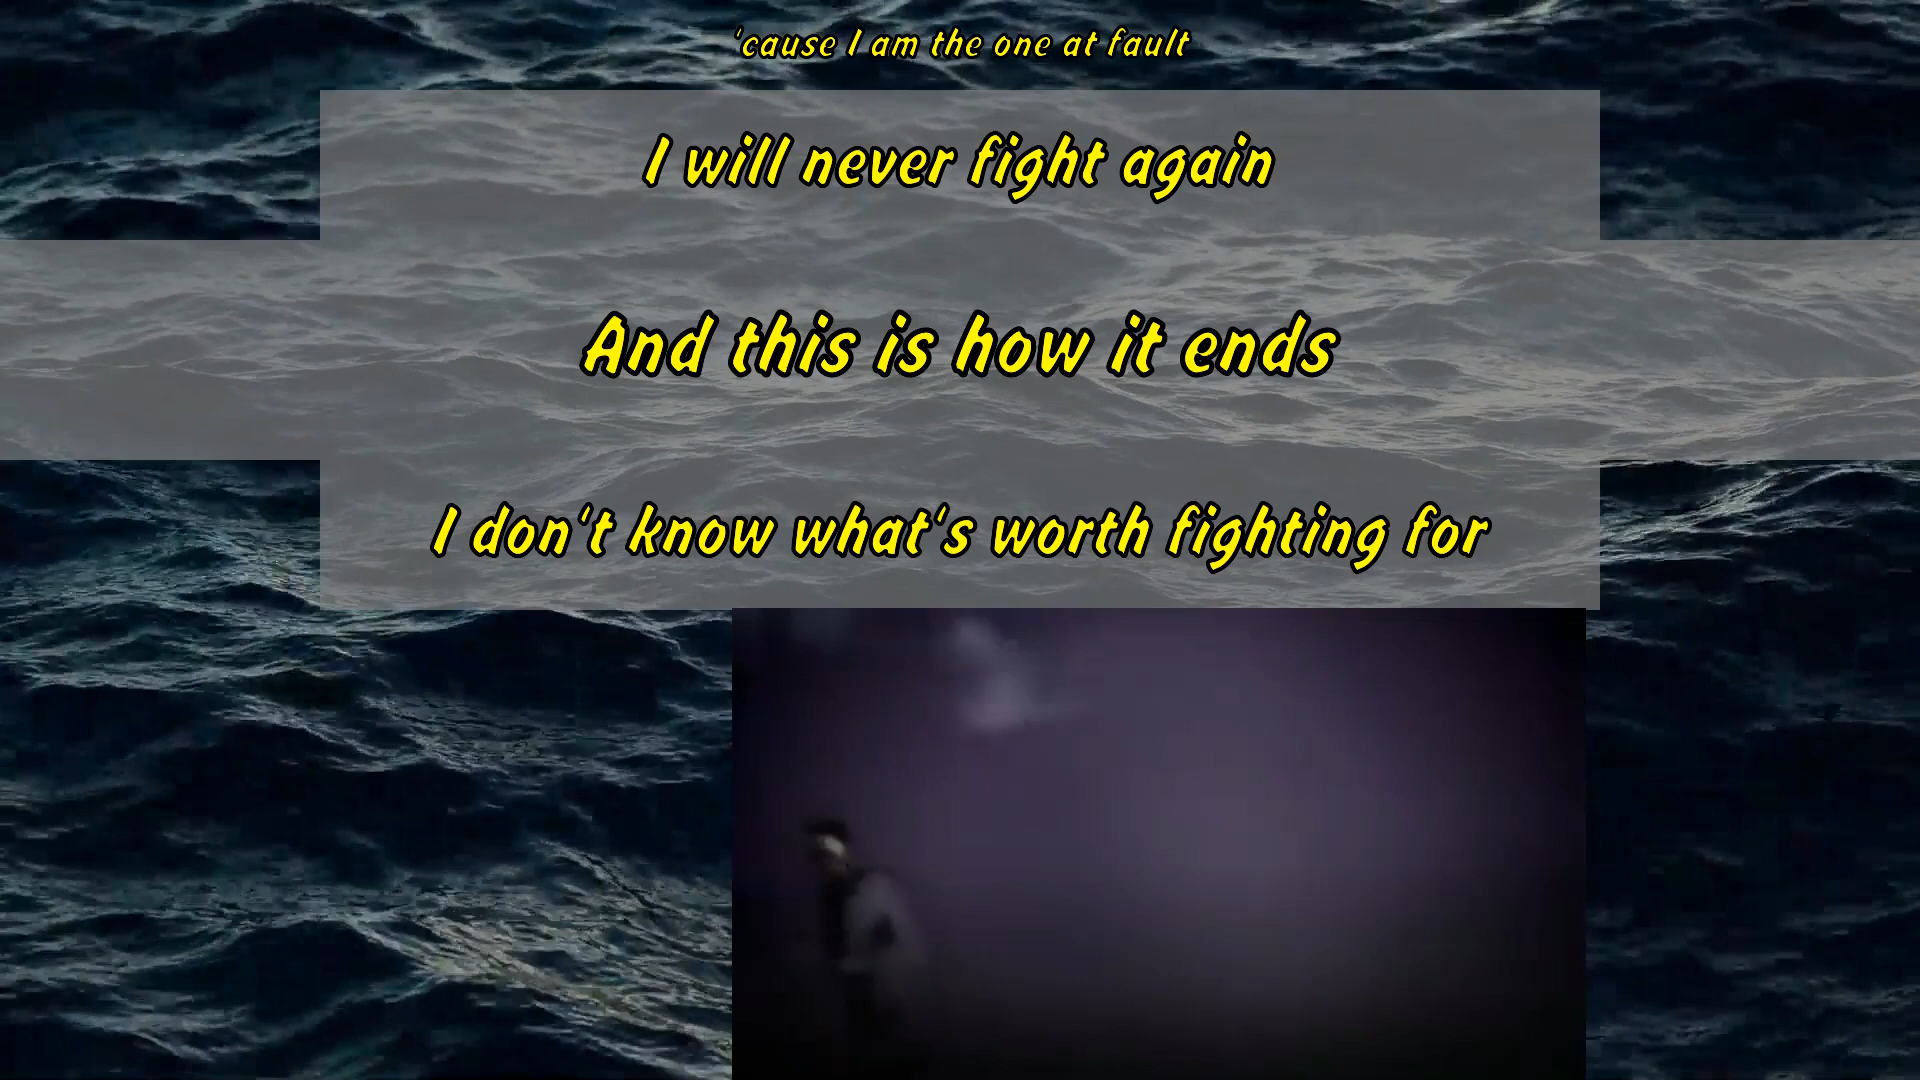 'cause I am the one at fault
I will never fight again
And this is how it ends
I don't know what's worth fighting for